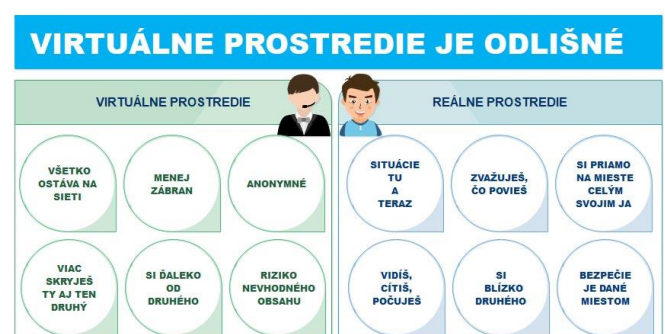 VIRTUÁLNE PROSTREDIE JE ODLIŠNÉ
VIRTUÁLNE PROSTREDIE
VŠETKO
OSTÁVA NA
SIETI
MENEJ
ZÁBRAN
ANONYMNÉ
VIAC
SKRYJEŠ
TY AJ TEN
DRUHÝ
SI ĎALEKO
OD
DRUHÉHO
RIZIKO
NEVHODNÉHO
OBSAHU
REÁLNE PROSTREDIE
SITUÁCIE
TU
A
TERAZ
ZVAŽUJEŠ,
ČO POVIEŠ
SI PRIAMO
NA MIESTE
CELÝM
SVOJIM JA
VIDÍŠ,
CÍTIŠ,
POČUJEŠ
SI
BLÍZKO
DRUHÉHO
BEZPEČIE
JE DANÉ
MIESTOM